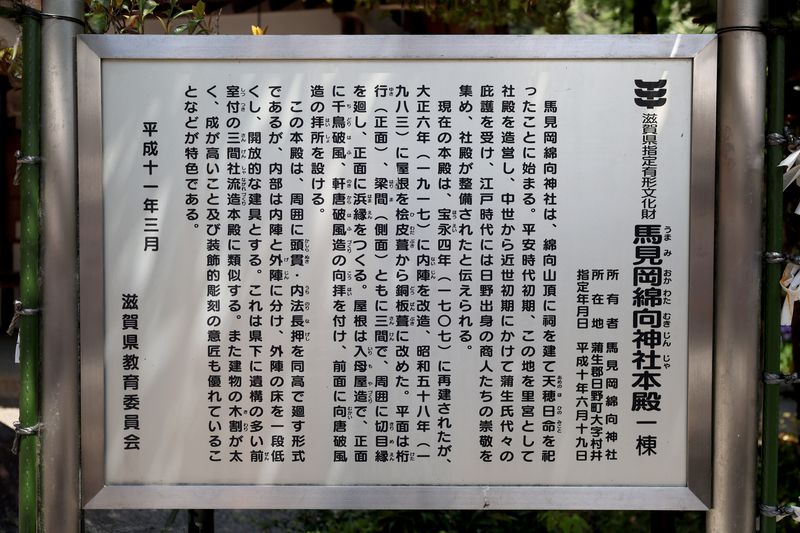 滋賀県指定有形文化財
馬見岡綿向神社本殿 一棟
所有者 馬見岡綿向神社
所在地 蒲生郡日野町大字村井
指定年月日 平成十年六月十九日
馬見岡綿向神社は、綿向山頂に祠を建て天穂日命を祀
ったことに始まる。平安時代初期、この地を里宮として
社殿を造営し、中世から近世初期にかけて蒲生氏代々の
庇護を受け、江戸時代には日野出身の商人たちの崇敬を
集め、社殿が整備されたと伝えられる。
現在の本殿は、宝永四年（一七〇七）に再建されたが、
大正六年（一九一七）に内陣を改造、昭和五十八年（一
九八三）に屋根を桧皮葺から銅板葺に改めた。平面は桁
行（正面）、梁間（側面）ともに三間で、周囲に切目縁
を廻し、正面に浜縁をつくる。屋根は入母屋造で、正面
に千鳥破風、軒唐破風造の向拝を付け、前面に向唐破風
造の拝所を設ける。
この本殿は、周囲に頭貫・内法長押を同高で廻す形式
であるが、内部は内陣と外陣に分け、外陣の床を一段低
くし、開放的な建具とする。これは県下に遺構の多い前
室付の三間社流造本殿に類似する。また建物の木割が太
く、成が高いこと及び装飾的彫刻の意匠も優れているこ
となどが特色である。
平成十一年三月
滋賀県教育委員会